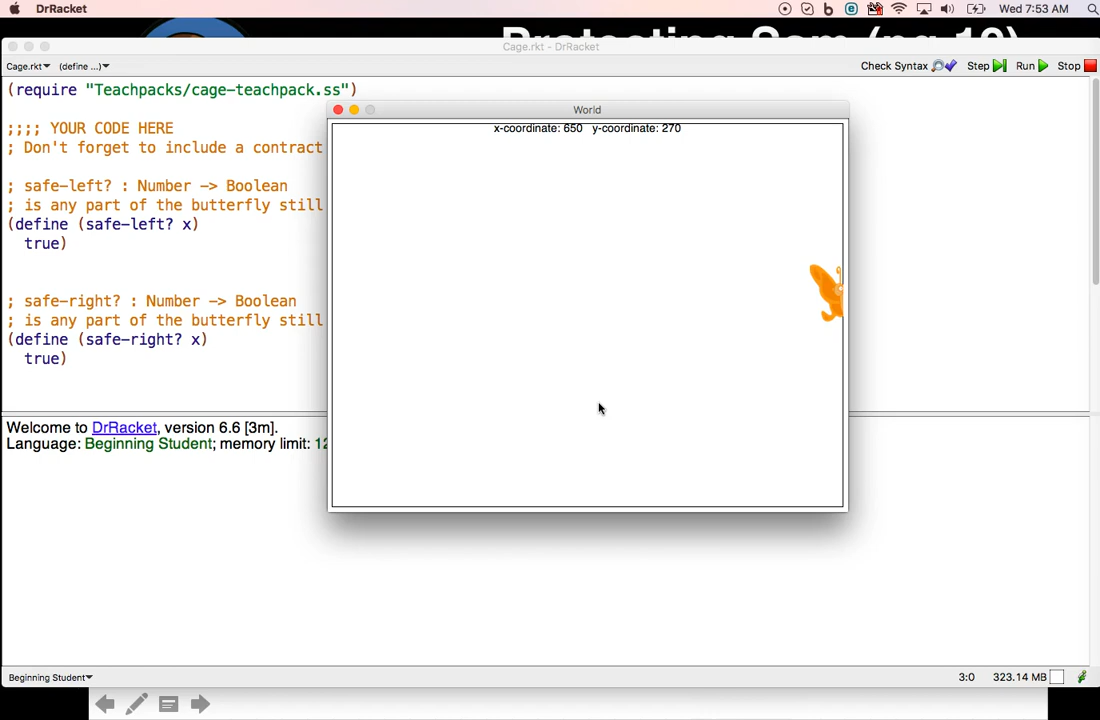 DrRacket
Wed 7:53 AM
Protecting Sam (pg 19)
Cage.rkt - DrRacket
Cage.rkt▾ (define ...)▾
Check Syntax Step Run Stop
(require "Teachpacks/cage-teachpack.ss")
World
x-coordinate: 650 y-coordinate: 270
;;;; YOUR CODE HERE
; Don't forget to include a contract
; safe-left? : Number -> Boolean
; is any part of the butterfly still
(define (safe-left? x)
true)
; safe-right? : Number -> Boolean
; is any part of the butterfly still
(define (safe-right? x)
true)
Welcome to DrRacket, version 6.6 [3m].
Language: Beginning Student; memory limit: 12
Beginning Student▾
3:0
323.14 MB